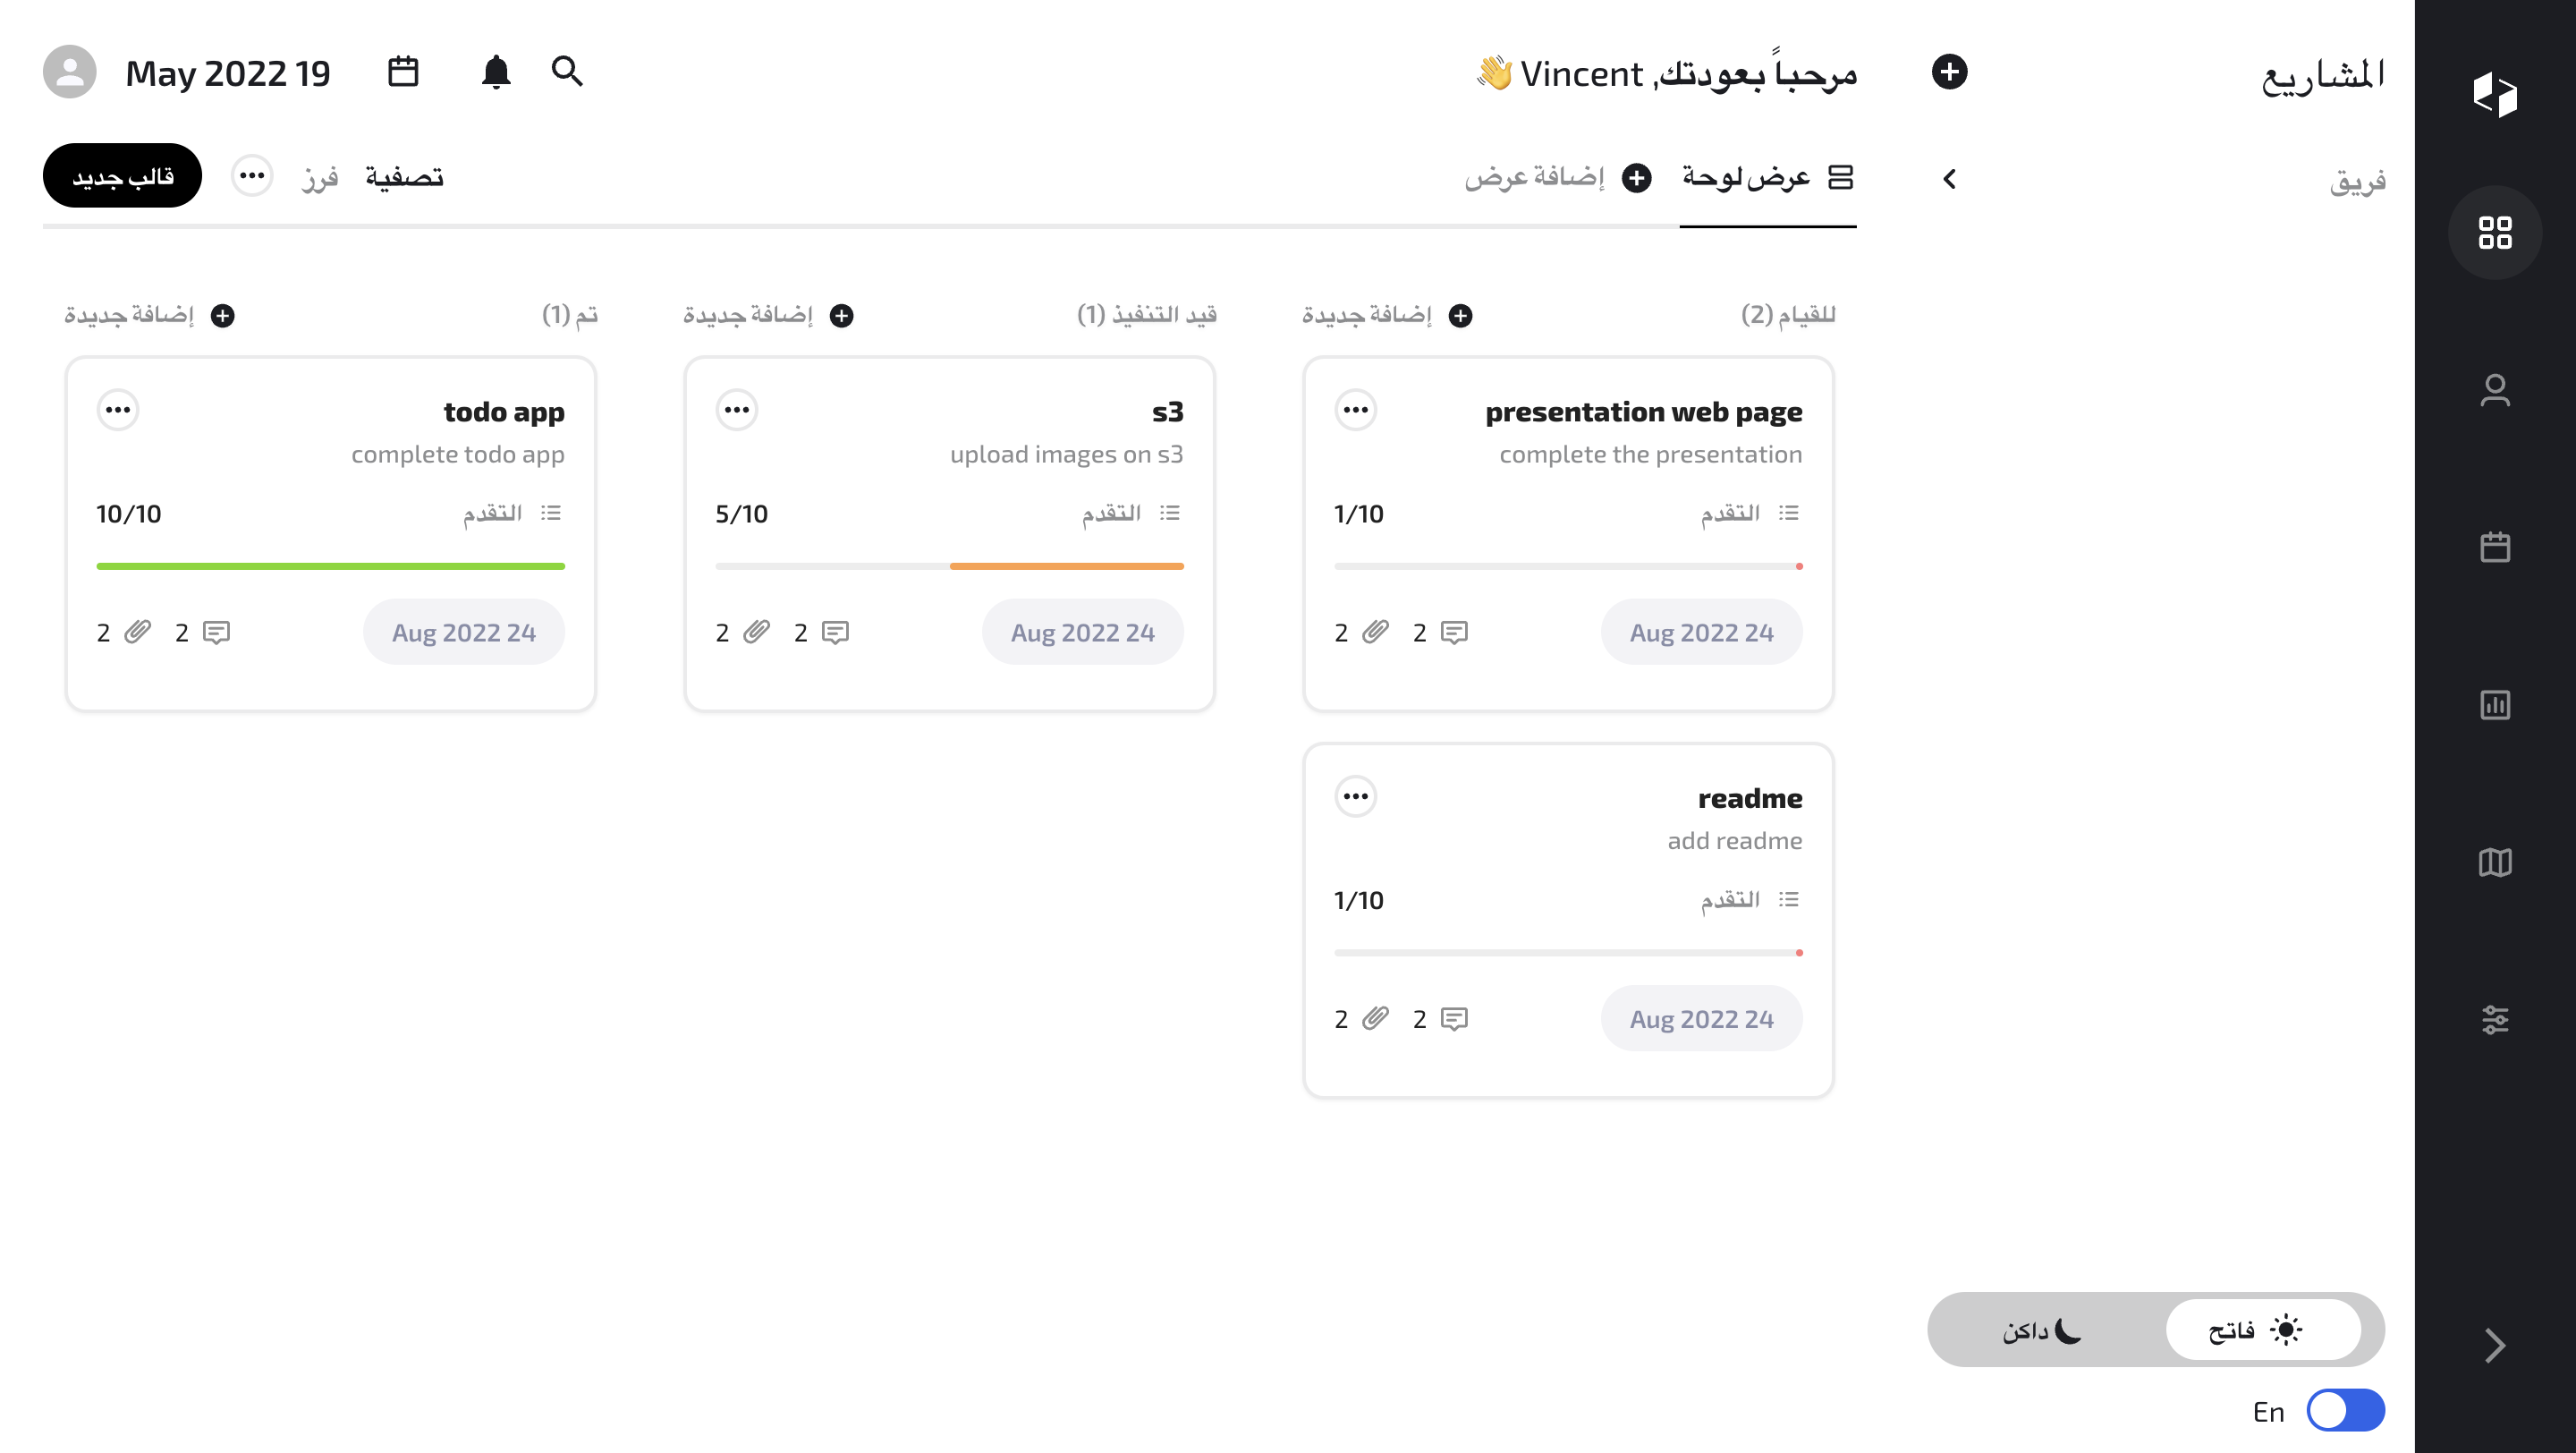 المشاريع
فريق
مرحباً بعودتك, Vincent 👋
19 May 2022
عرض لوحة
إضافة عرض
تصفية
فرز
قالب جديد
للقيام (2)
إضافة جديدة
presentation web page
complete the presentation
التقدم
1/10
24 Aug 2022
2
2
readme
add readme
التقدم
1/10
24 Aug 2022
2
2
قيد التنفيذ (1)
إضافة جديدة
s3
upload images on s3
التقدم
5/10
24 Aug 2022
2
2
تم (1)
إضافة جديدة
todo app
complete todo app
التقدم
10/10
24 Aug 2022
2
2
فاتح
داكن
En